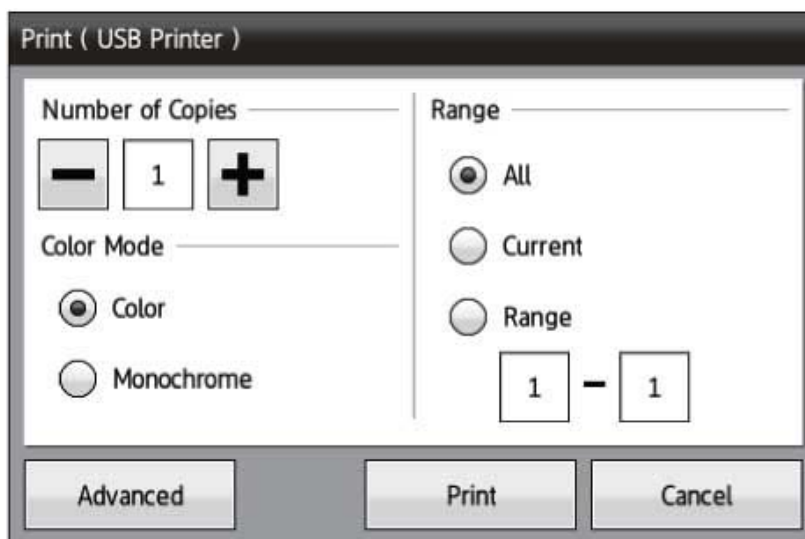 Print ( USB Printer )
Number of Copies
1
Color Mode
Color
Monochrome
Range
All
Current
Range
1 - 1
Advanced Print Cancel